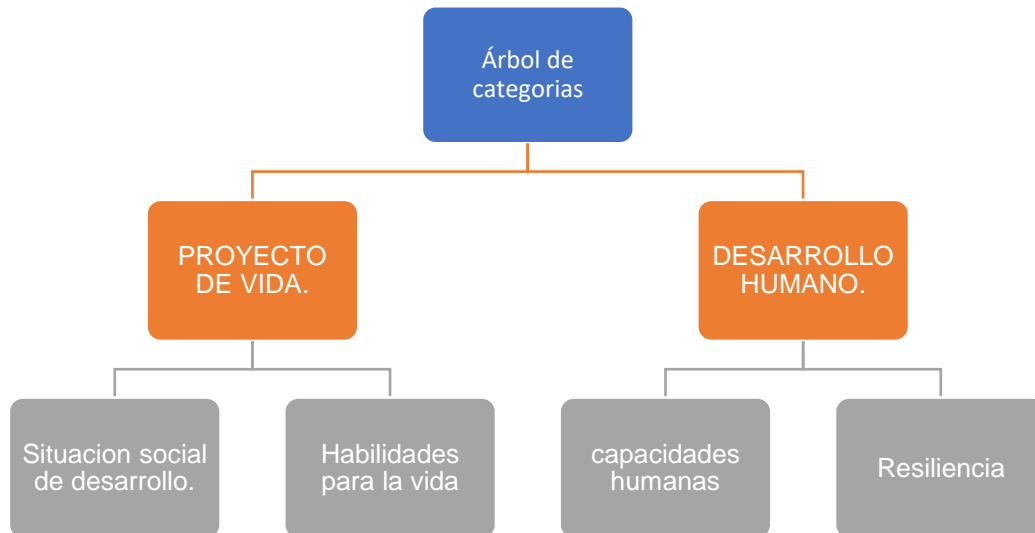 Árbol de
categorias
PROYECTO
DE VIDA.
DESARROLLO
HUMANO.
Situacion social
de desarrollo.
Habilidades
para la vida
capacidades
humanas
Resiliencia